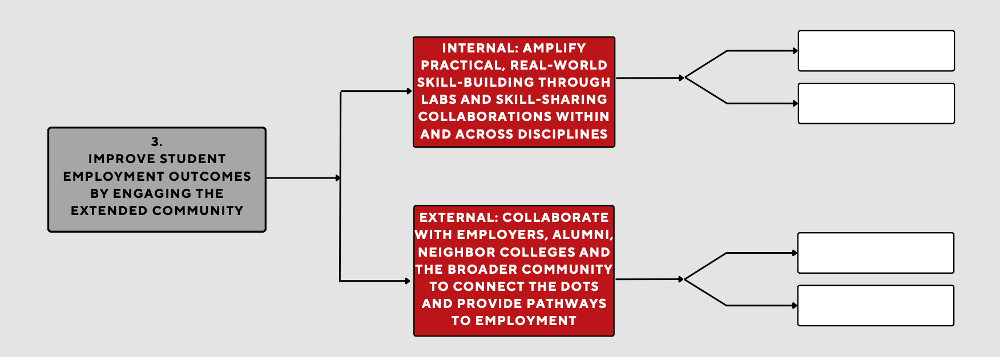 3.
IMPROVE STUDENT
EMPLOYMENT OUTCOMES
BY ENGAGING THE
EXTENDED COMMUNITY
INTERNAL: AMPLIFY
PRACTICAL, REAL-WORLD
SKILL-BUILDING THROUGH
LABS AND SKILL-SHARING
COLLABORATIONS WITHIN
AND ACROSS DISCIPLINES
EXTERNAL: COLLABORATE
WITH EMPLOYERS, ALUMNI,
NEIGHBOR COLLEGES AND
THE BROADER COMMUNITY
TO CONNECT THE DOTS
AND PROVIDE PATHWAYS
TO EMPLOYMENT